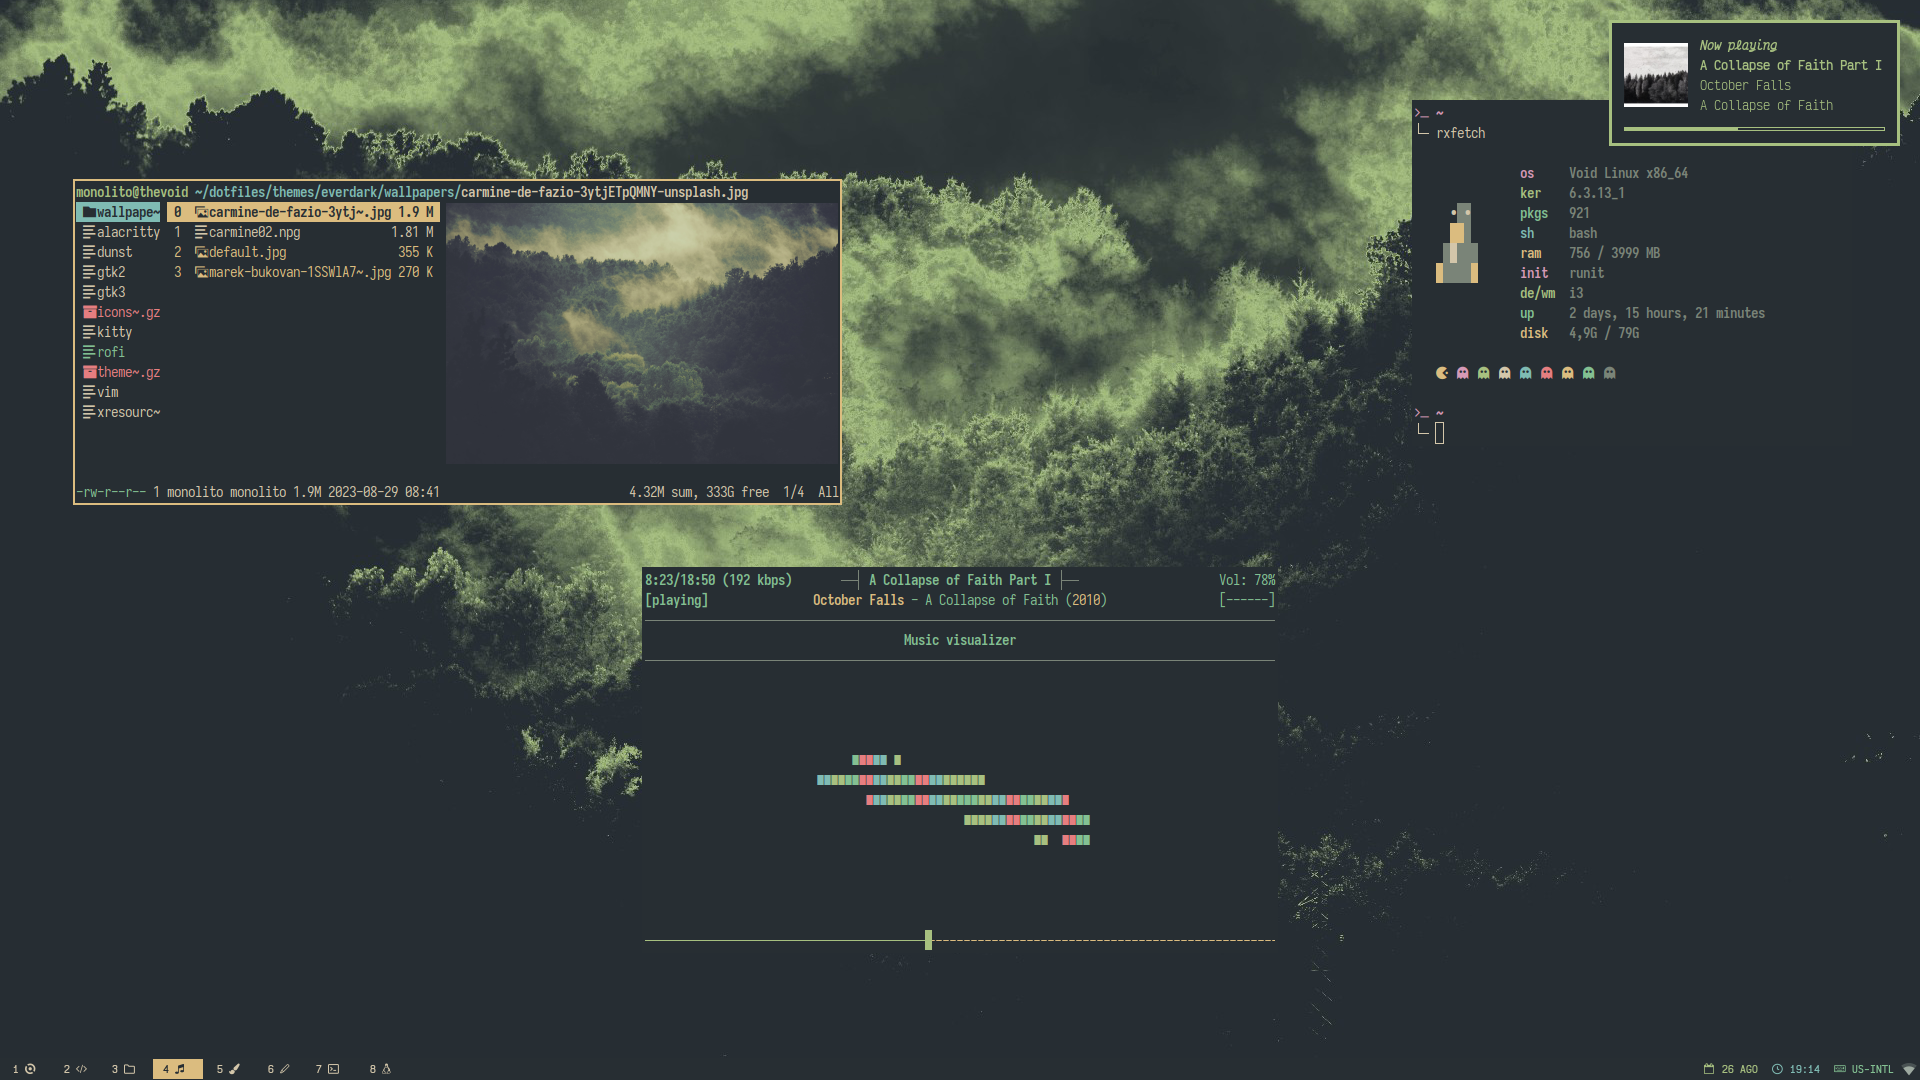 Now playing
A Collapse of Faith Part I
October Falls
A Collapse of Faith
>_ ~
rxfetch
os Void Linux x86_64
ker 6.3.13_1
pkgs 921
sh bash
ram 756 / 3999 MB
init runit
de/wm i3
up 2 days, 15 hours, 21 minutes
disk 4,9G / 79G
>_ ~
monolito@thevoid ~/dotfiles/themes/everdark/wallpapers/carmine-de-fazio-3ytjETpQMNY-unsplash.jpg
wallpape~ 0 carmine-de-fazio-3ytj~.jpg 1.9 M
alacritty 1 carmine02.npg 1.81 M
dunst 2 default.jpg 355 K
gtk2 3 marek-bukovan-1SSWlA7~.jpg 270 K
gtk3
icons~.gz
kitty
rofi
theme~.gz
vim
xresourc~
-rw-r--r-- 1 monolito monolito 1.9M 2023-08-29 08:41 4.32M sum, 333G free 1/4 All
8:23/18:50 (192 kbps) A Collapse of Faith Part I Vol: 78%
[playing] October Falls - A Collapse of Faith (2010) [------]
Music visualizer
1 2 </> 3 4 5 6 7 8 26 AGO 19:14 US-INTL